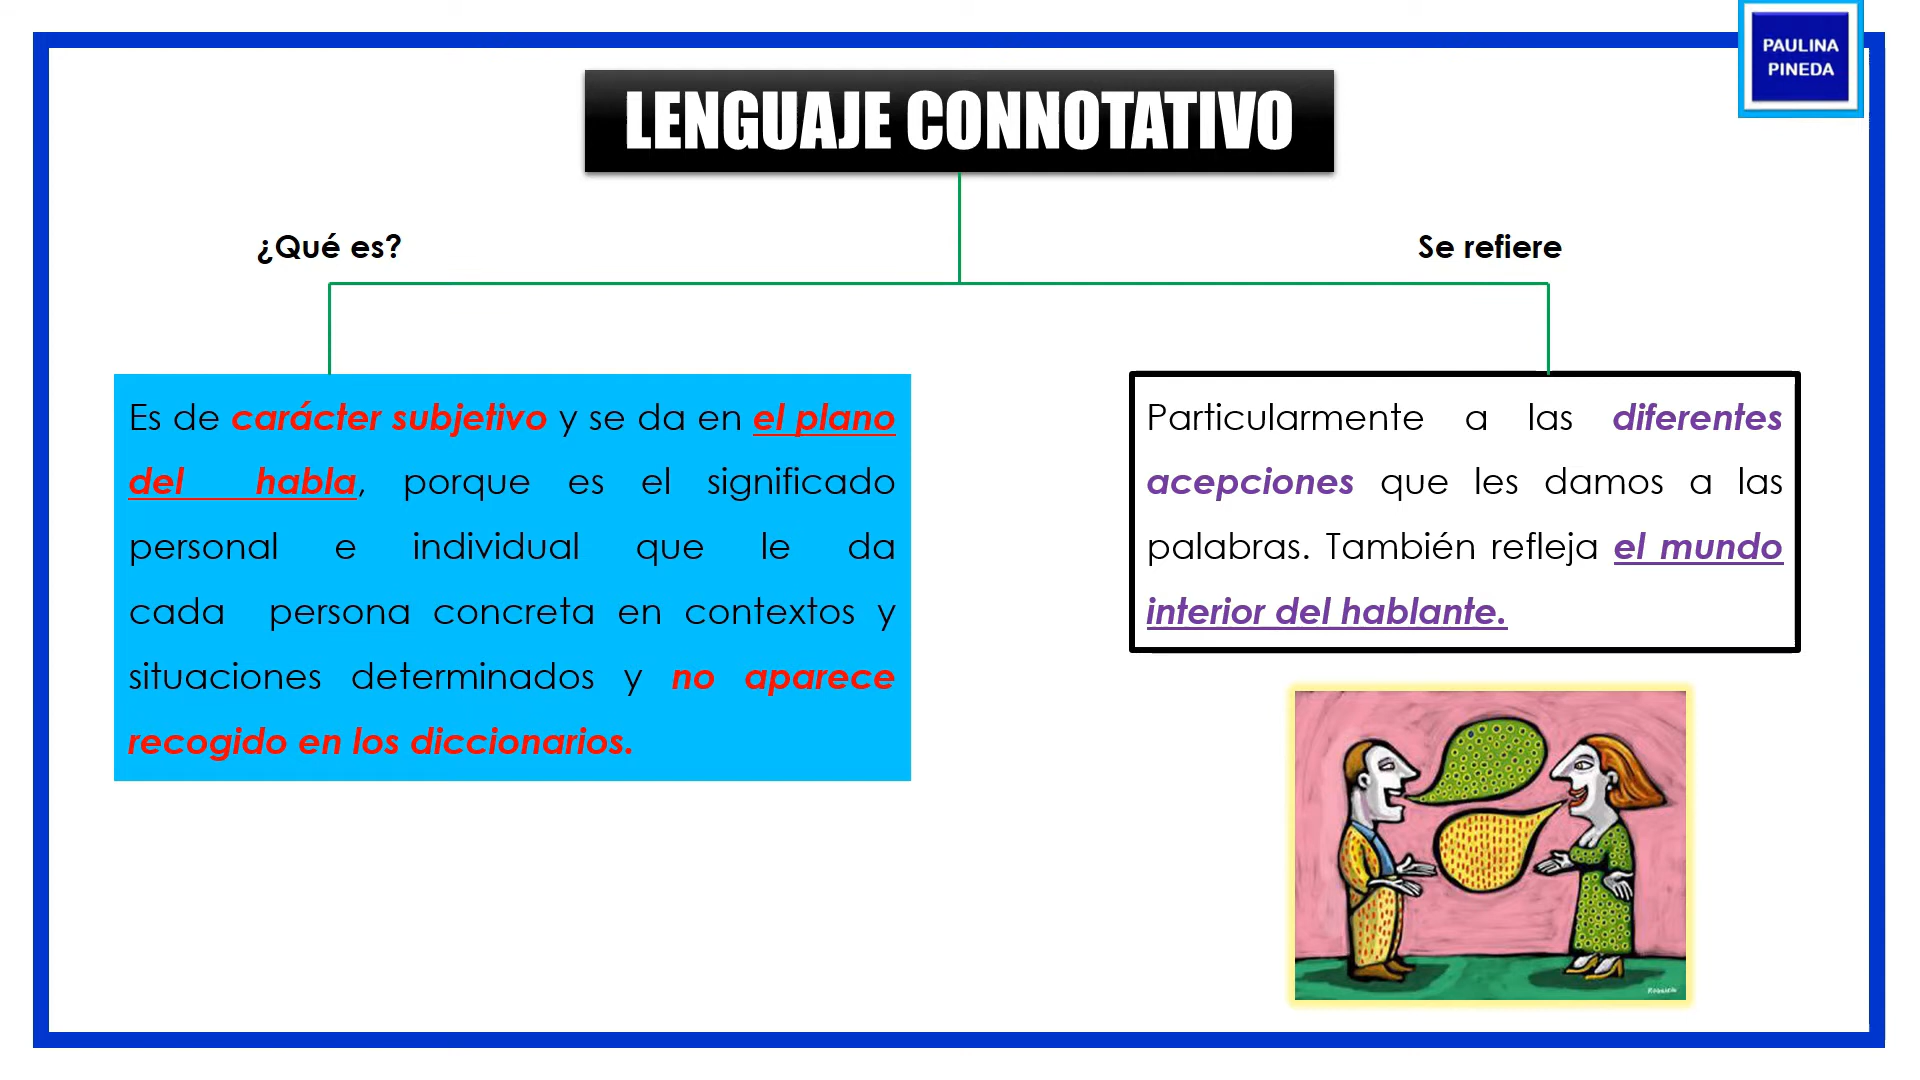 PAULINA
PINEDA
LENGUAJE CONNOTATIVO
¿Qué es?
Se refiere
Es de carácter subjetivo y se da en el plano
del habla, porque es el significado
personal e individual que le da
cada persona concreta en contextos y
situaciones determinados y no aparece
recogido en los diccionarios.
Particularmente a las diferentes
acepciones que les damos a las
palabras. También refleja el mundo
interior del hablante.